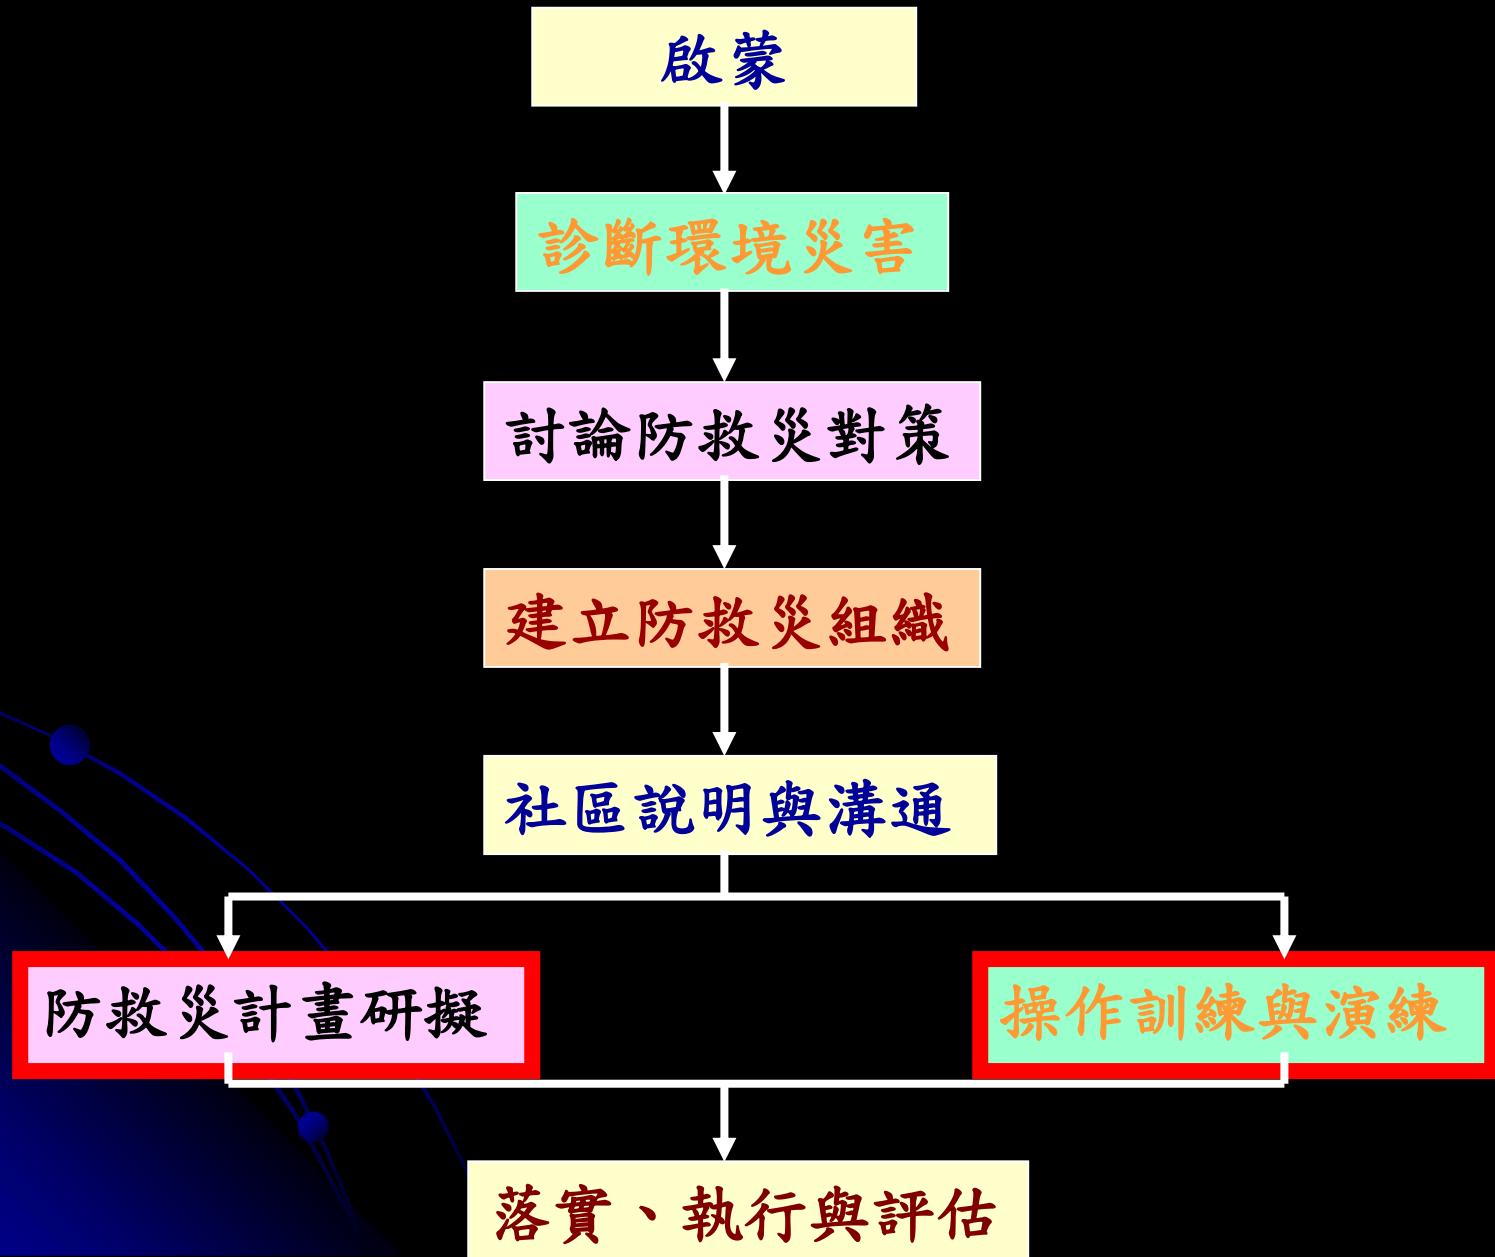 啟蒙
診斷環境災害
討論防救災對策
建立防救災組織
社區說明與溝通
防救災計畫研擬
操作訓練與演練
落實、執行與評估